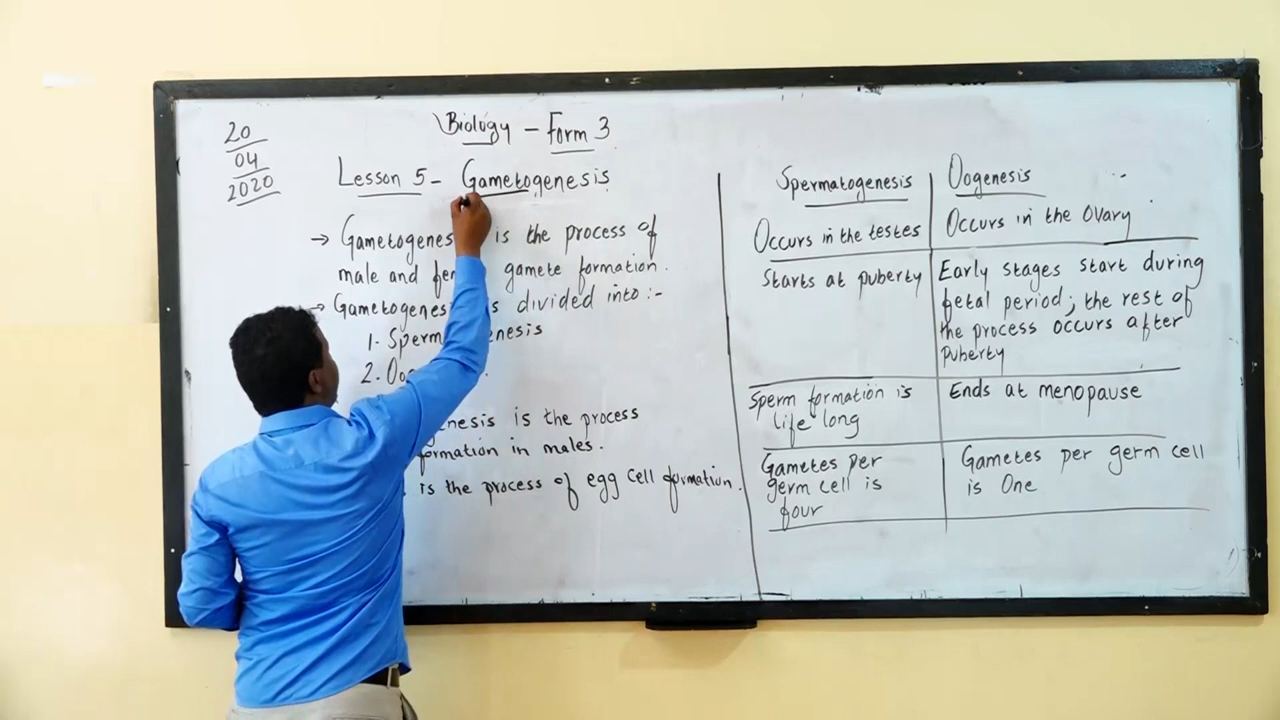 20
04
2020
Biology - Form 3
Lesson 5 - Gametogenesis
→ Gametogenes is the process of
male and fem gamete formation.
→ Gametogenesi s divided into:-
1. Sperm enesis
2. Oog
enesis is the process
formation in males.
is the process of egg cell formation.
Spermatogenesis
Oogenesis
Occurs in the testes
Occurs in the Ovary
Starts at puberty
Early stages start during
fetal period; the rest of
the process occurs after
puberty
Sperm formation is
life long
Ends at menopause
Gametes per
germ cell is
four
Gametes per germ cell
is One